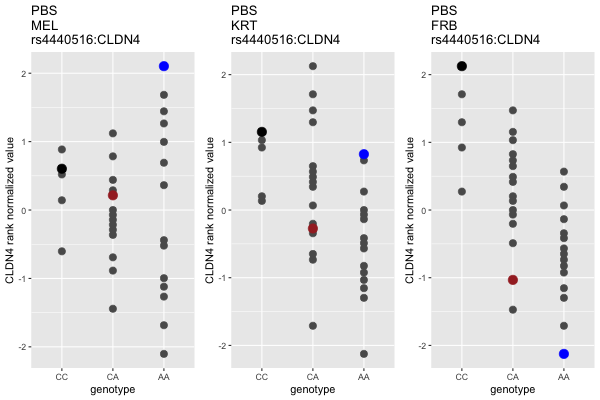 PBS
MEL
rs4440516:CLDN4
CLDN4 rank normalized value
2
1
0
-1
-2
CC
CA
AA
genotype
PBS
KRT
rs4440516:CLDN4
CLDN4 rank normalized value
2
1
0
-1
-2
CC
CA
AA
genotype
PBS
FRB
rs4440516:CLDN4
CLDN4 rank normalized value
2
1
0
-1
-2
CC
CA
AA
genotype